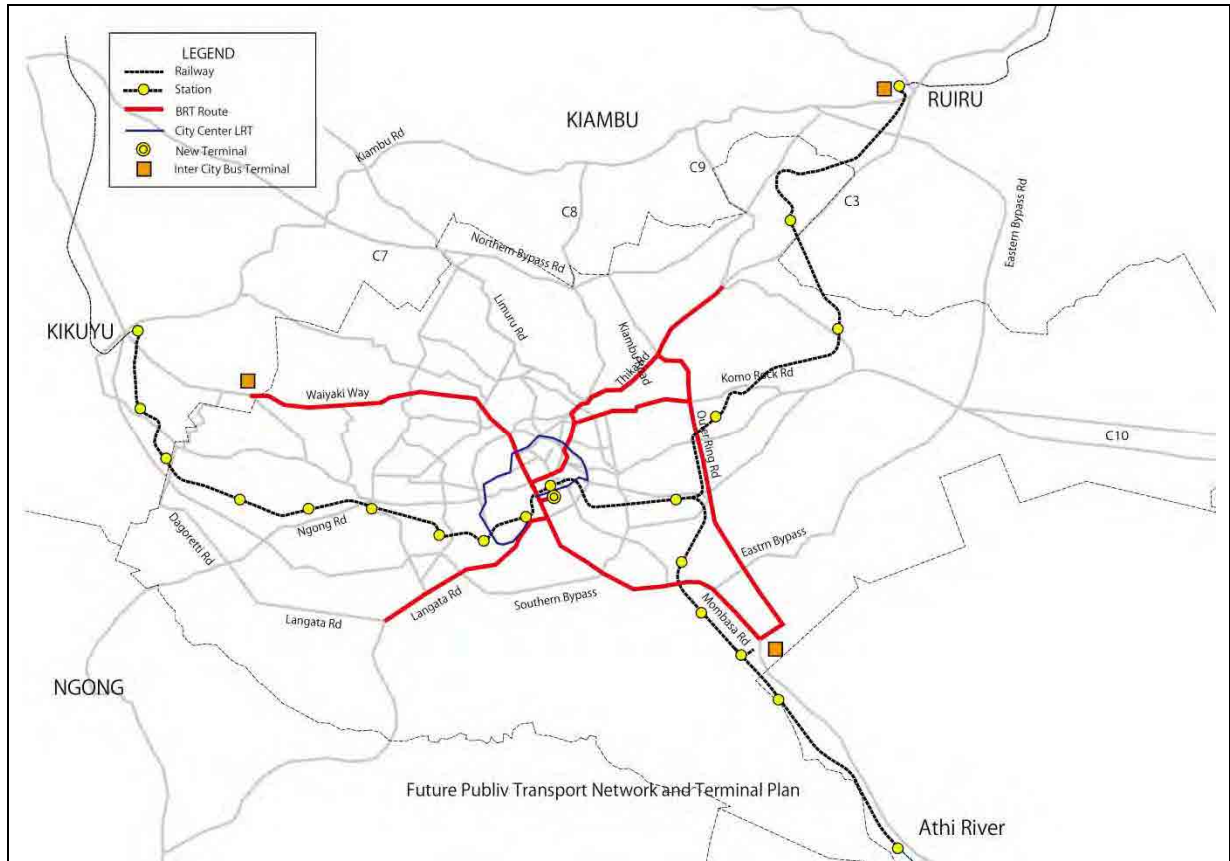 LEGEND
Railway
Station
BRT Route
City Center LRT
New Terminal
Inter City Bus Terminal
RUIRU
KIAMBU
Kiambu Rd
C9
C3
C8
Eastern Bypass Rd
Northern Bypass Rd
C7
Limuru Rd
KIKUYU
Kiambu Rd
Thika Rd
Komo Rock Rd
Waiyaki Way
Outer Ring Rd
C10
Ngong Rd
Dagoretti Rd
Eastrn Bypass
Langata Rd
Southern Bypass
Mombasa Rd
Langata Rd
NGONG
Future Publiv Transport Network and Terminal Plan
Athi River